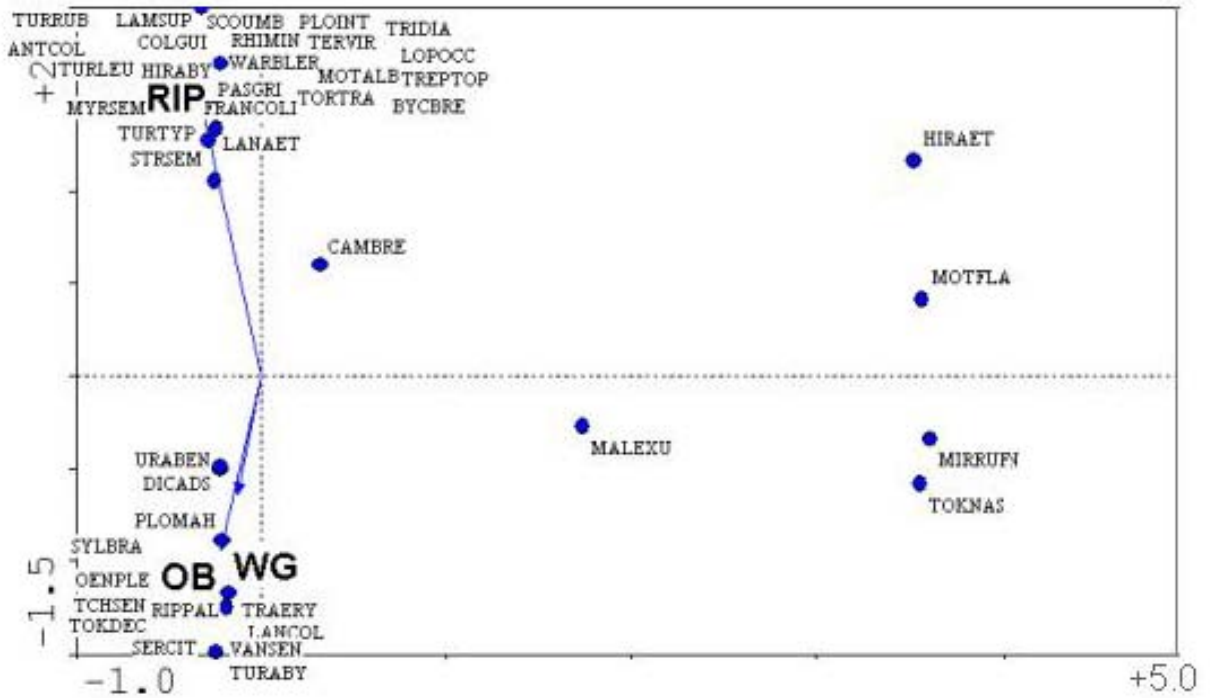 TURRUB LAMSUP SCOUMB PLOINT TRIDIA
ANTCOL COLGUI RHIMIN TERVIR LOPOCC
+2 TURLEU HIRABY WARBLER MOTALB TREPTOP
MYRSEM RIP PASGRI FRANCOLI TORTRA BYCBRE
TURTYP LANAET HIRAET
STRSEM
CAMBRE
MOTFLA
MALEXU
URABEN MIRRUFN
DICADS
TOKNAS
PLOMAH
SYLBRA
-1.5 OENPLE OB WG
TCHSEN RIPPAL TRAERY
TOKDEC LANCOL
SERCIT VANSEN
TURABY
-1.0 +5.0